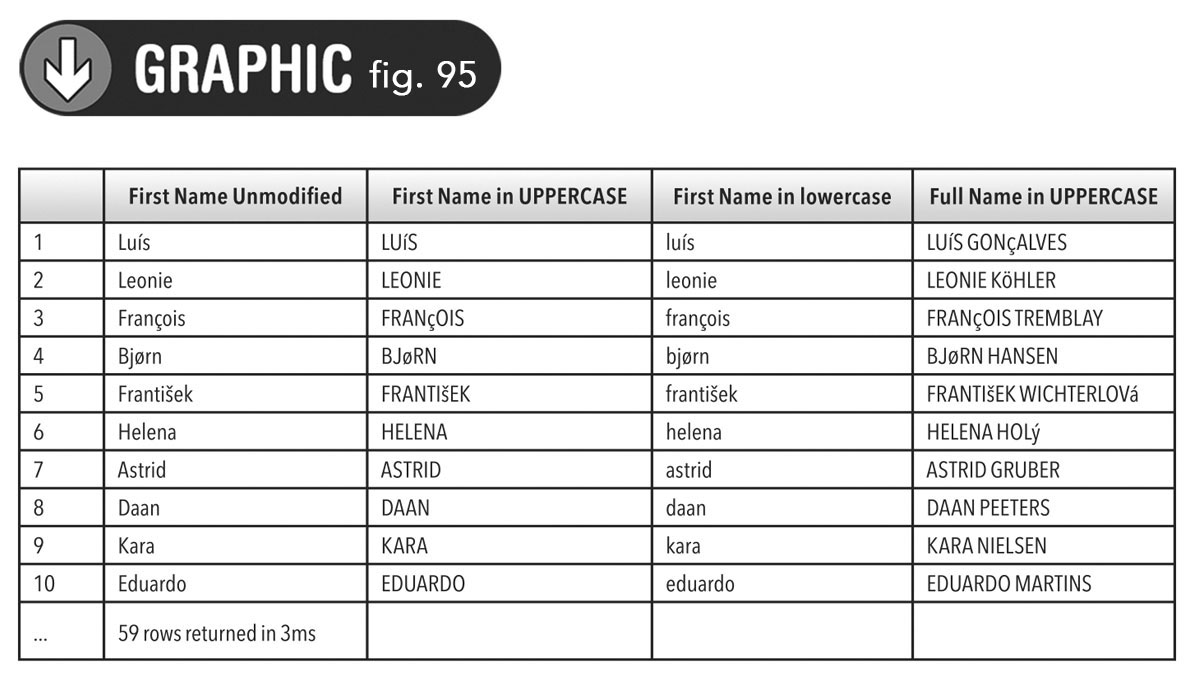 GRAPHIC fig. 95
First Name Unmodified First Name in UPPERCASE First Name in lowercase Full Name in UPPERCASE
1 Luís LUíS luís LUíS GONçALVES
2 Leonie LEONIE leonie LEONIE KöHLER
3 François FRANçOIS françois FRANçOIS TREMBLAY
4 Bjørn BJøRN bjørn BJøRN HANSEN
5 František FRANTIšEK františek FRANTIšEK WICHTERLOVá
6 Helena HELENA helena HELENA HOLý
7 Astrid ASTRID astrid ASTRID GRUBER
8 Daan DAAN daan DAAN PEETERS
9 Kara KARA kara KARA NIELSEN
10 Eduardo EDUARDO eduardo EDUARDO MARTINS
... 59 rows returned in 3ms